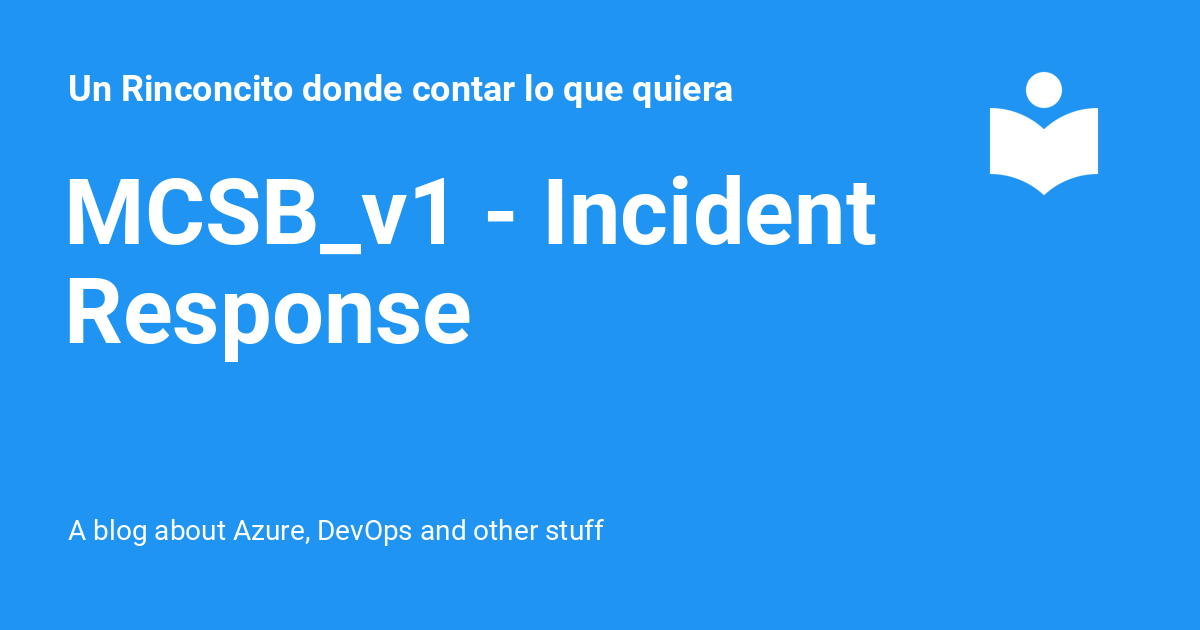 Un Rinconcito donde contar lo que quiera
MCSB_v1 - Incident
Response
A blog about Azure, DevOps and other stuff